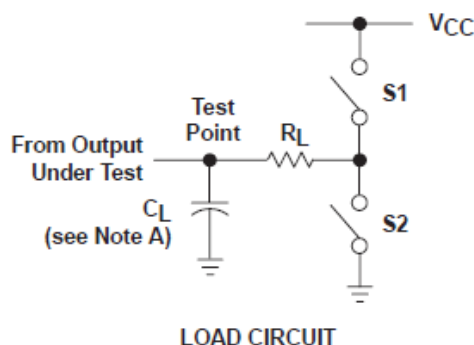 VCC
S1
Test
Point
RL
From Output
Under Test
CL
(see Note A)
S2
LOAD CIRCUIT